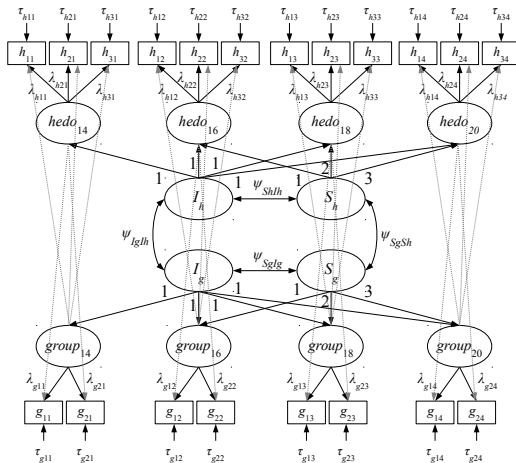 τh11 τh21 τh31 τh12 τh22 τh32 τh13 τh23 τh33 τh14 τh24 τh34
h11 h21 h31 h12 h22 h32 h13 h23 h33 h14 h24 h34
λh11 λh21 λh31 λh12 λh22 λh32 λh13 λh23 λh33 λh14 λh24 λh34
hedo14 hedo16 hedo18 hedo20
1 1 1 1 1 2 3
Ih ψShIh Sh
ψIgIh ψSgSh
Ig ψSgIg Sg
1 1 1 1 1 2 3
group14 group16 group18 group20
λg11 λg21 λg12 λg22 λg13 λg23 λg14 λg24
g11 g21 g12 g22 g13 g23 g14 g24
τg11 τg21 τg12 τg22 τg13 τg23 τg14 τg24